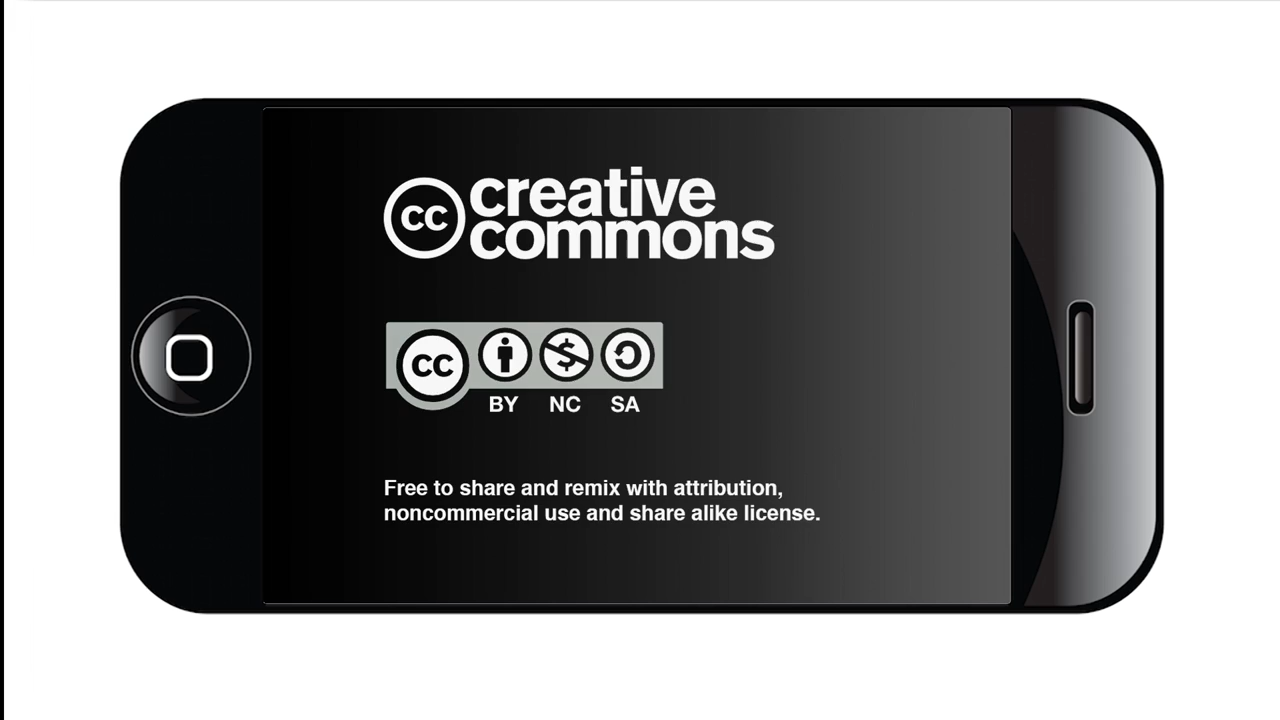 cc creative
commons
cc
BY NC SA
Free to share and remix with attribution,
noncommercial use and share alike license.